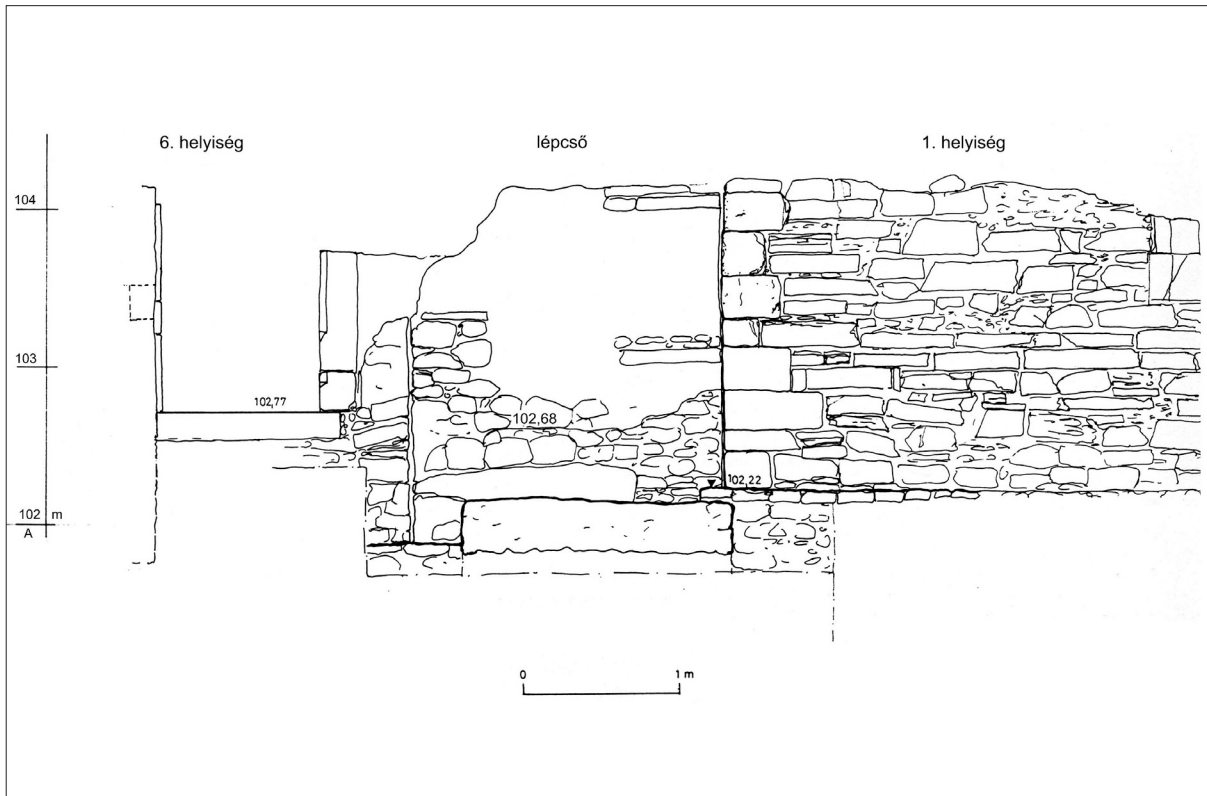 6. helyiség
lépcső
1. helyiség
104
103
102,77
102,68
102,22
102 m
A
0 1 m